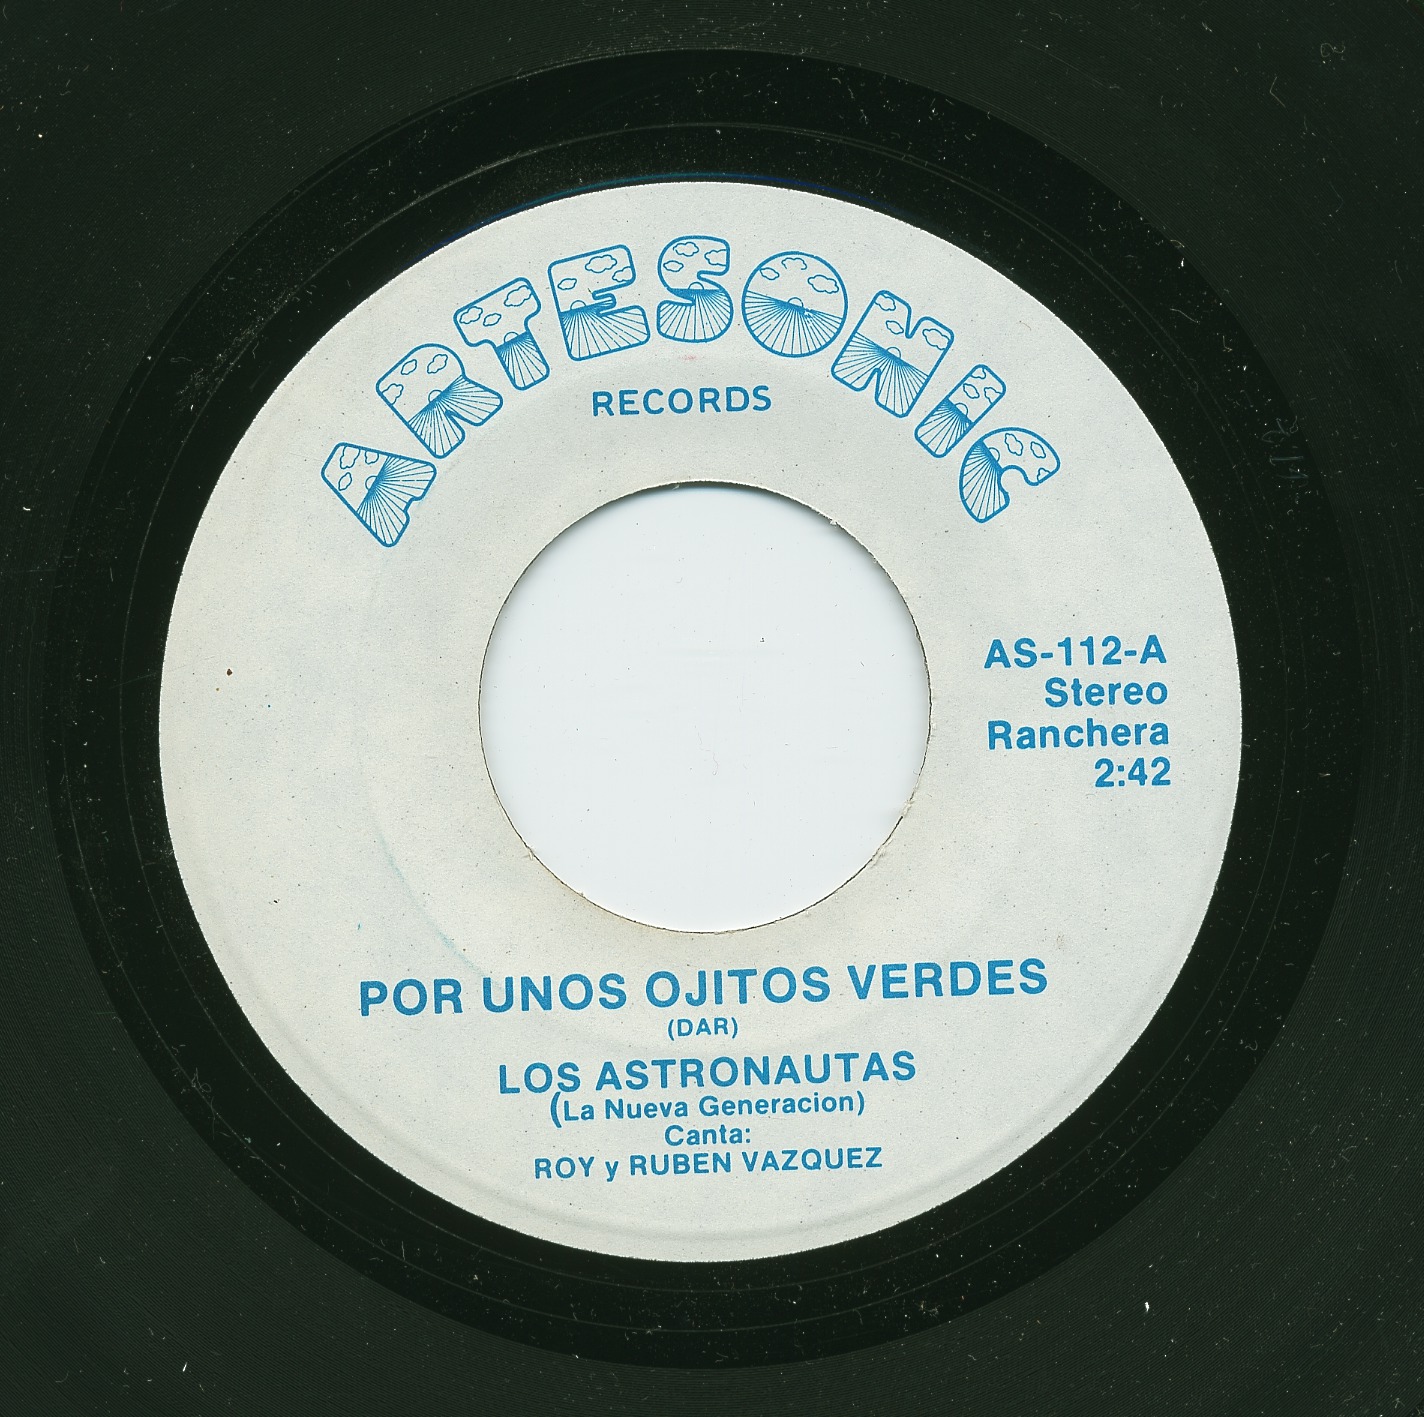 ARTESONIC
RECORDS
AS-112-A
Stereo
Ranchera
2:42
POR UNOS OJITOS VERDES
(DAR)
LOS ASTRONAUTAS
(La Nueva Generacion)
Canta:
ROY y RUBEN VAZQUEZ